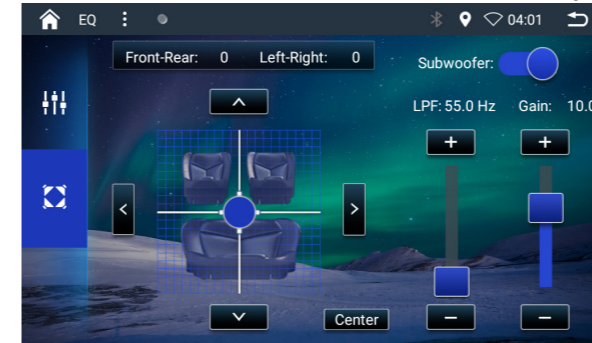 EQ 04:01
Front-Rear: 0 Left-Right: 0
Subwoofer:
LPF: 55.0 Hz Gain: 10.0
+ +
Center
− −